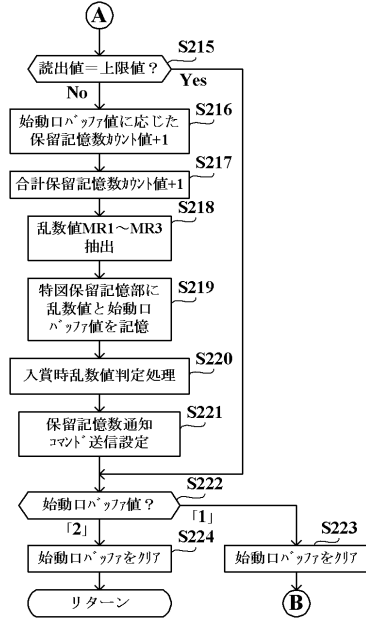 A
S215
読出値＝上限値？
Yes
No
S216
始動口ﾊﾞｯﾌｧ値に応じた
保留記憶数ｶｳﾝﾄ値+1
S217
合計保留記憶数ｶｳﾝﾄ値+1
S218
乱数値MR1～MR3
抽出
S219
特図保留記憶部に
乱数値と始動口
ﾊﾞｯﾌｧ値を記憶
S220
入賞時乱数値判定処理
S221
保留記憶数通知
ｺﾏﾝﾄﾞ送信設定
S222
始動口ﾊﾞｯﾌｧ値？
「2」
「1」
S224
始動口ﾊﾞｯﾌｧをクリア
S223
始動口ﾊﾞｯﾌｧをクリア
リターン
B